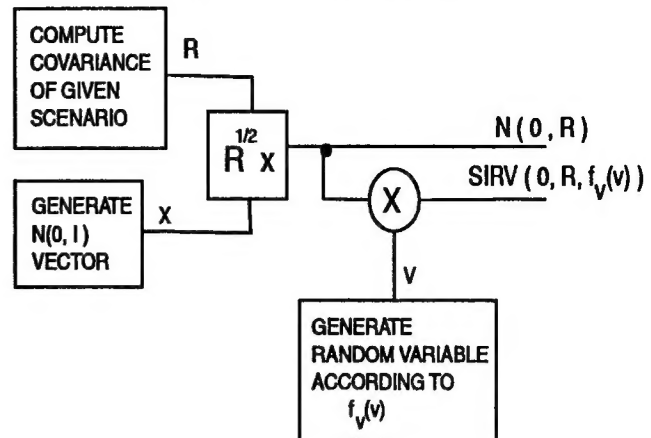 COMPUTE
COVARIANCE
OF GIVEN
SCENARIO
R
R^{1/2} X
N(0, R)
SIRV(0, R, f_v(v))
GENERATE
N(0, I)
VECTOR
X
X
V
GENERATE
RANDOM VARIABLE
ACCORDING TO
f_v(v)